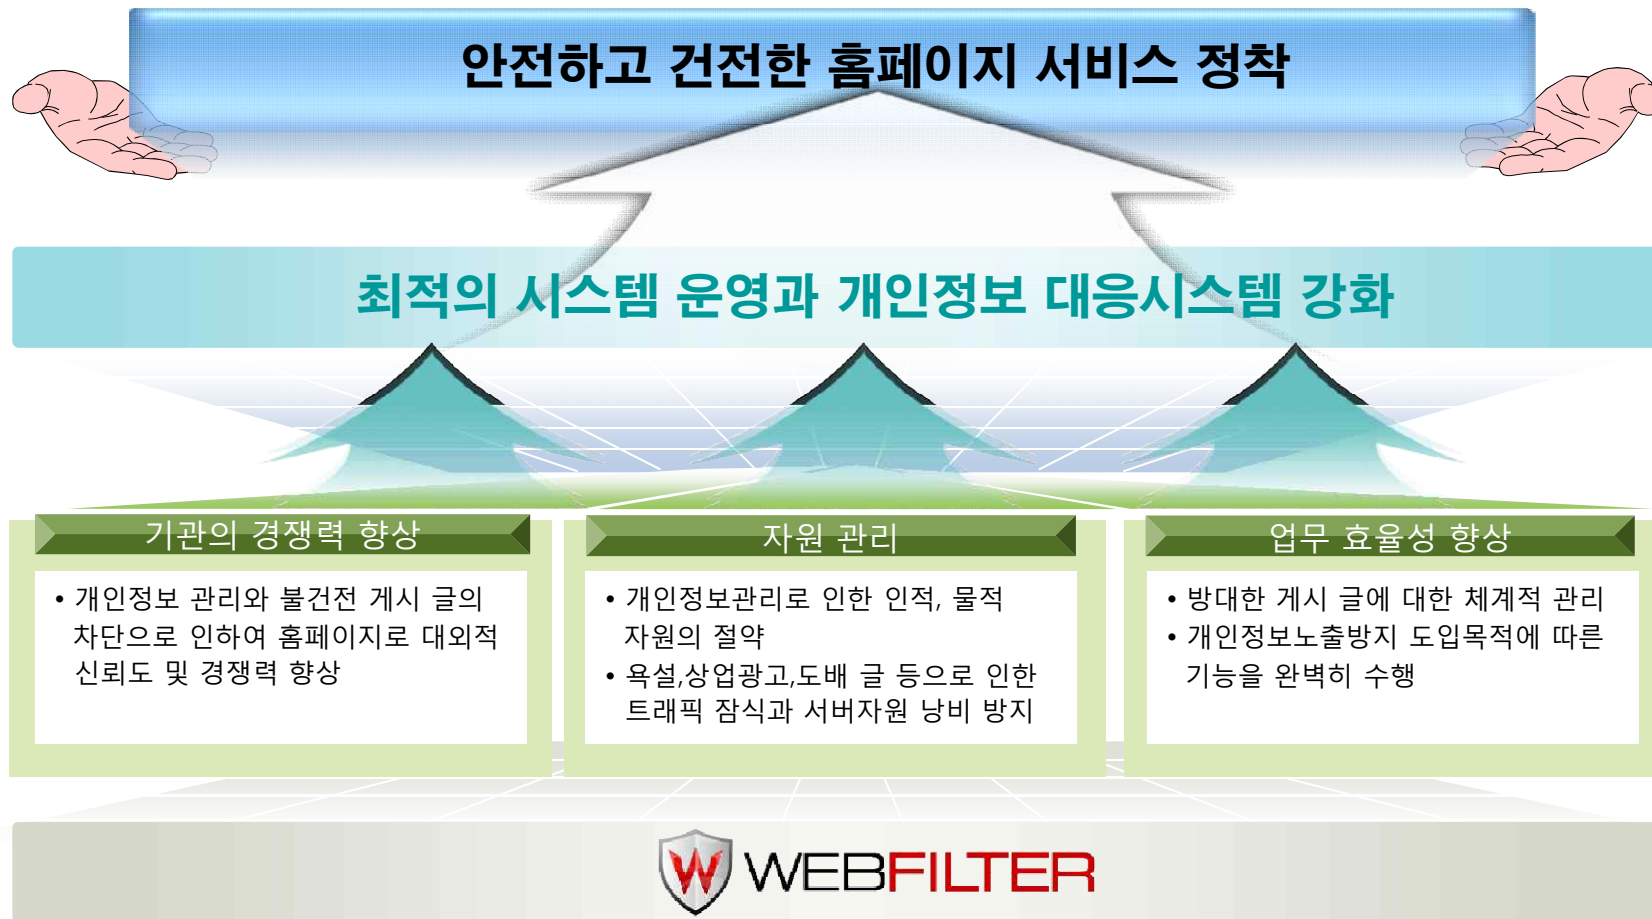 안전하고 건전한 홈페이지 서비스 정착
최적의 시스템 운영과 개인정보 대응시스템 강화
기관의 경쟁력 향상
• 개인정보 관리와 불건전 게시 글의
차단으로 인하여 홈페이지로 대외적
신뢰도 및 경쟁력 향상
자원 관리
• 개인정보관리로 인한 인적, 물적
자원의 절약
• 욕설,상업광고,도배 글 등으로 인한
트래픽 잠식과 서버자원 낭비 방지
업무 효율성 향상
• 방대한 게시 글에 대한 체계적 관리
• 개인정보노출방지 도입목적에 따른
기능을 완벽히 수행
W WEBFILTER